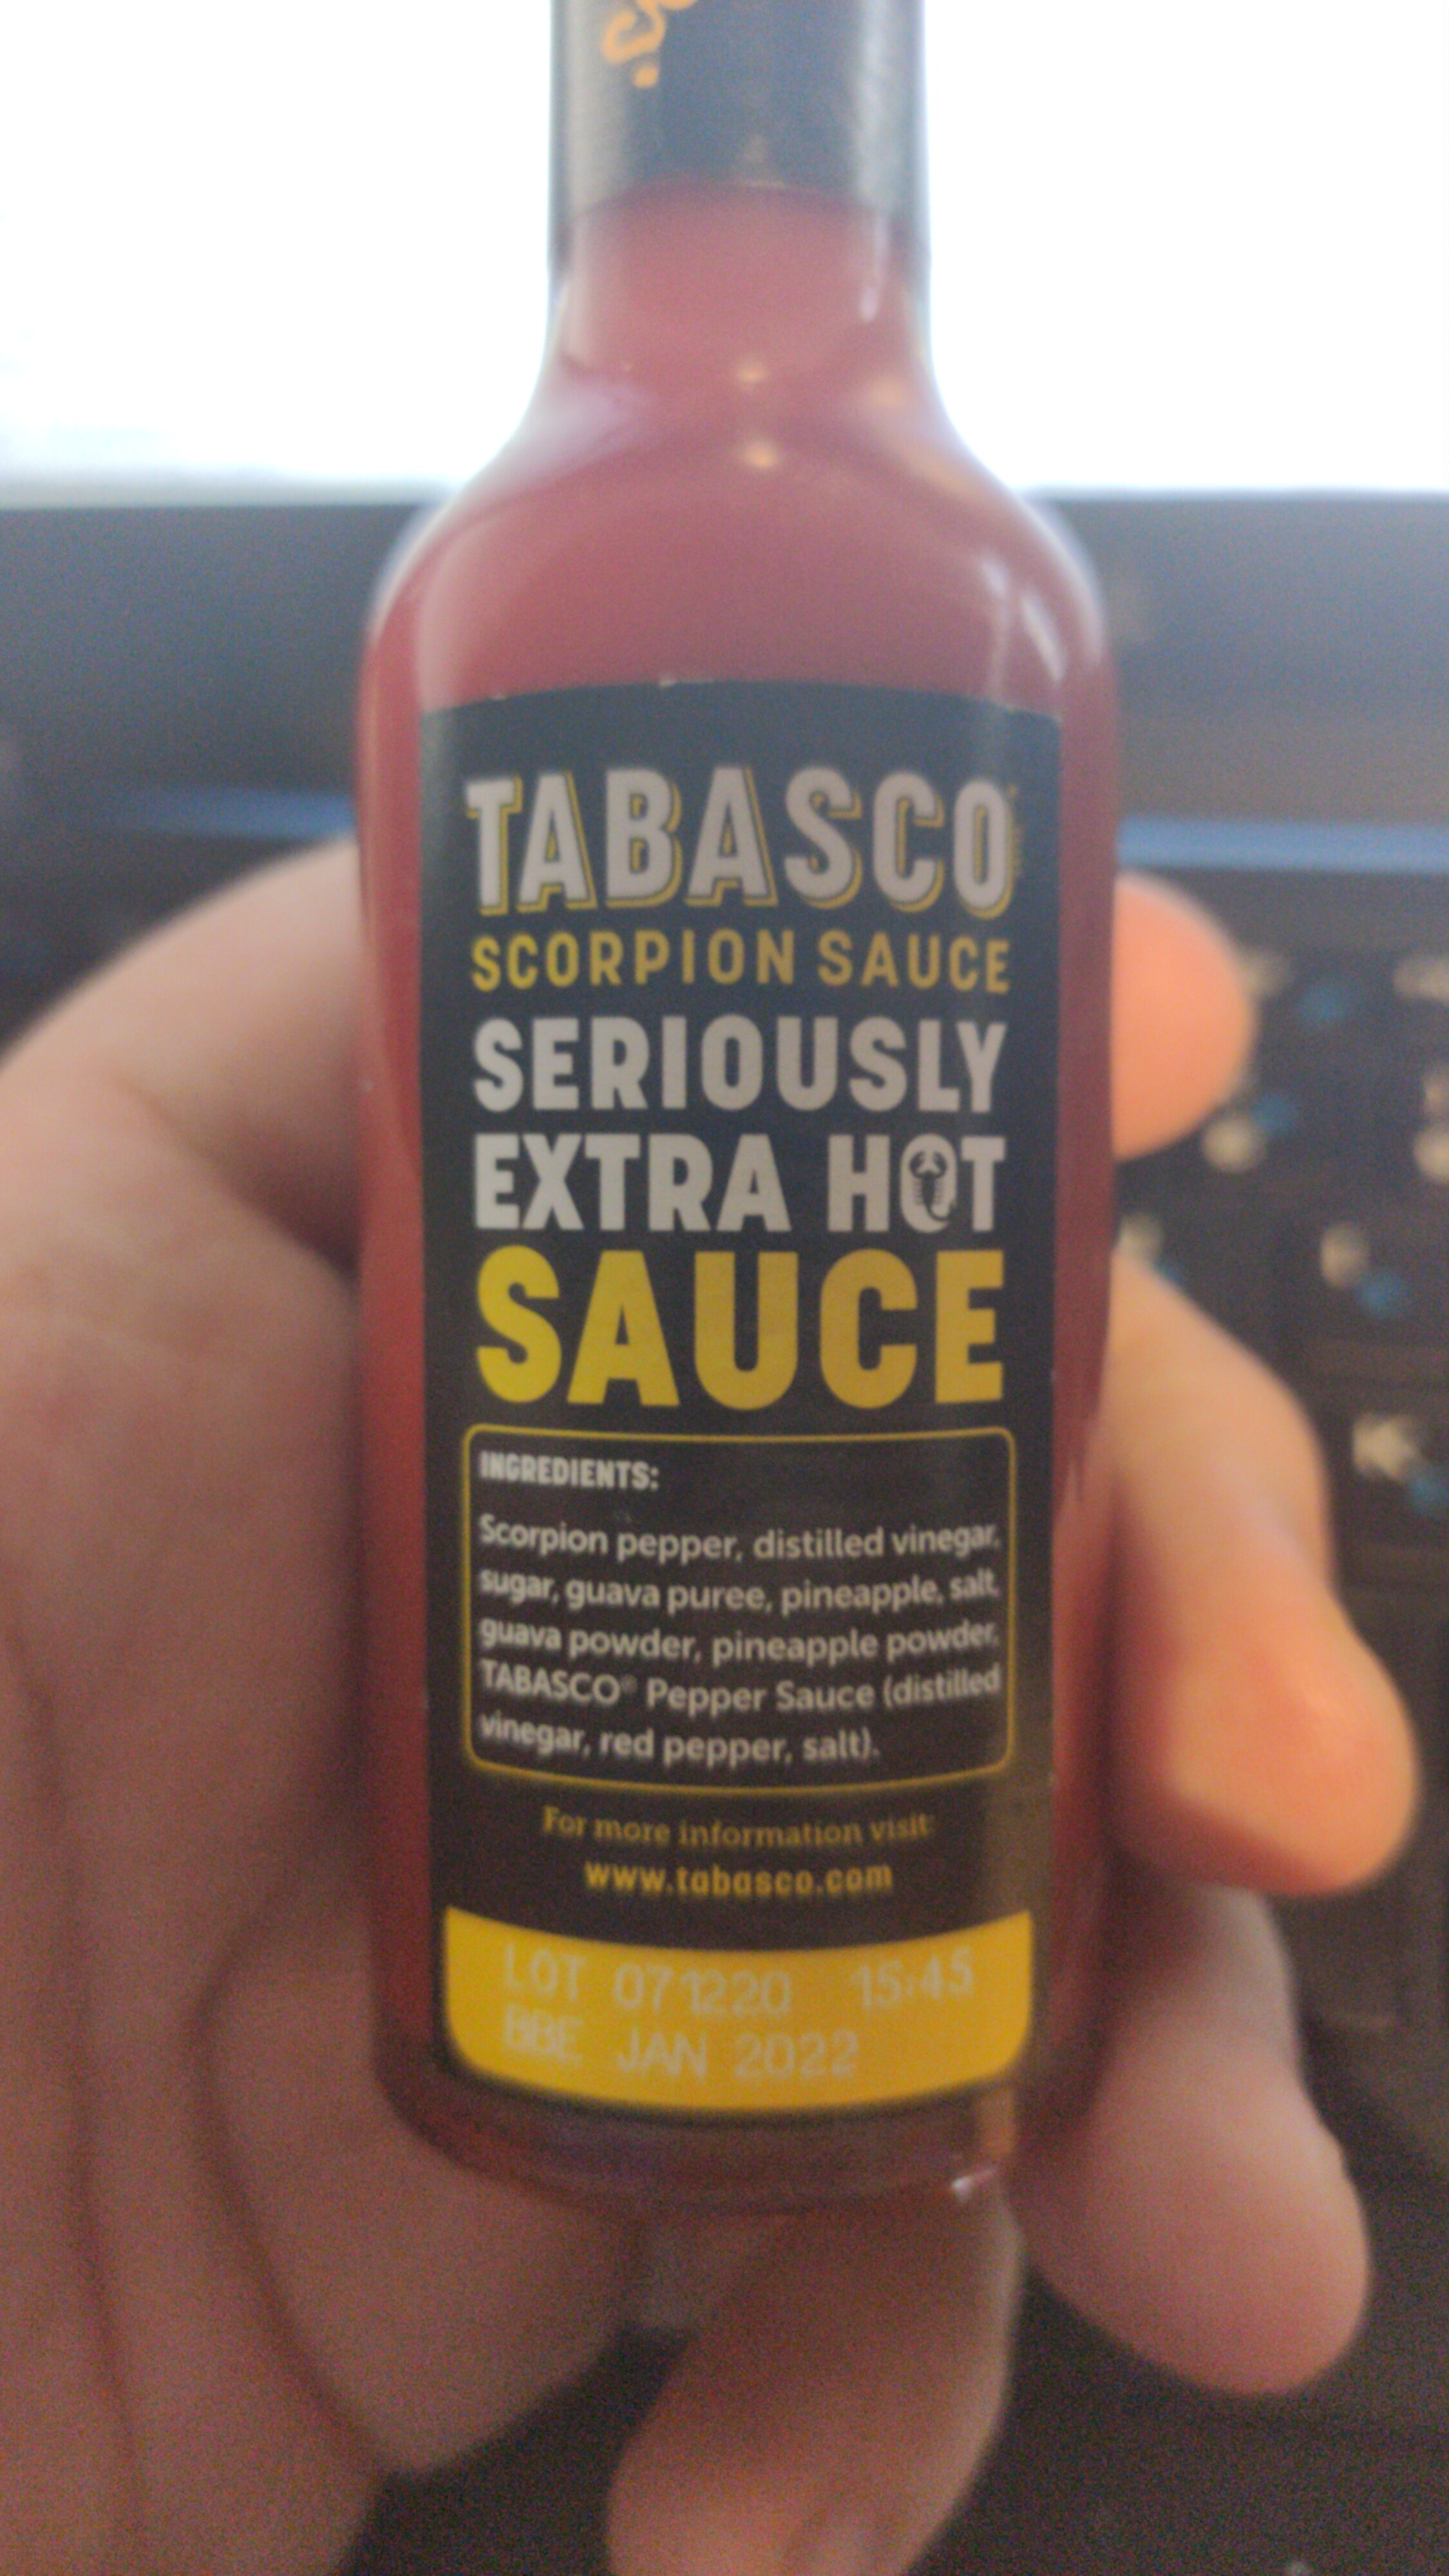 TABASCO
SCORPION SAUCE
SERIOUSLY
EXTRA HOT
SAUCE
INGREDIENTS:
Scorpion pepper, distilled vinegar,
sugar, guava puree, pineapple, salt,
guava powder, pineapple powder,
TABASCO® Pepper Sauce (distilled
vinegar, red pepper, salt).
For more information visit:
www.tabasco.com
LOT 071220 15:45
BBE JAN 2022